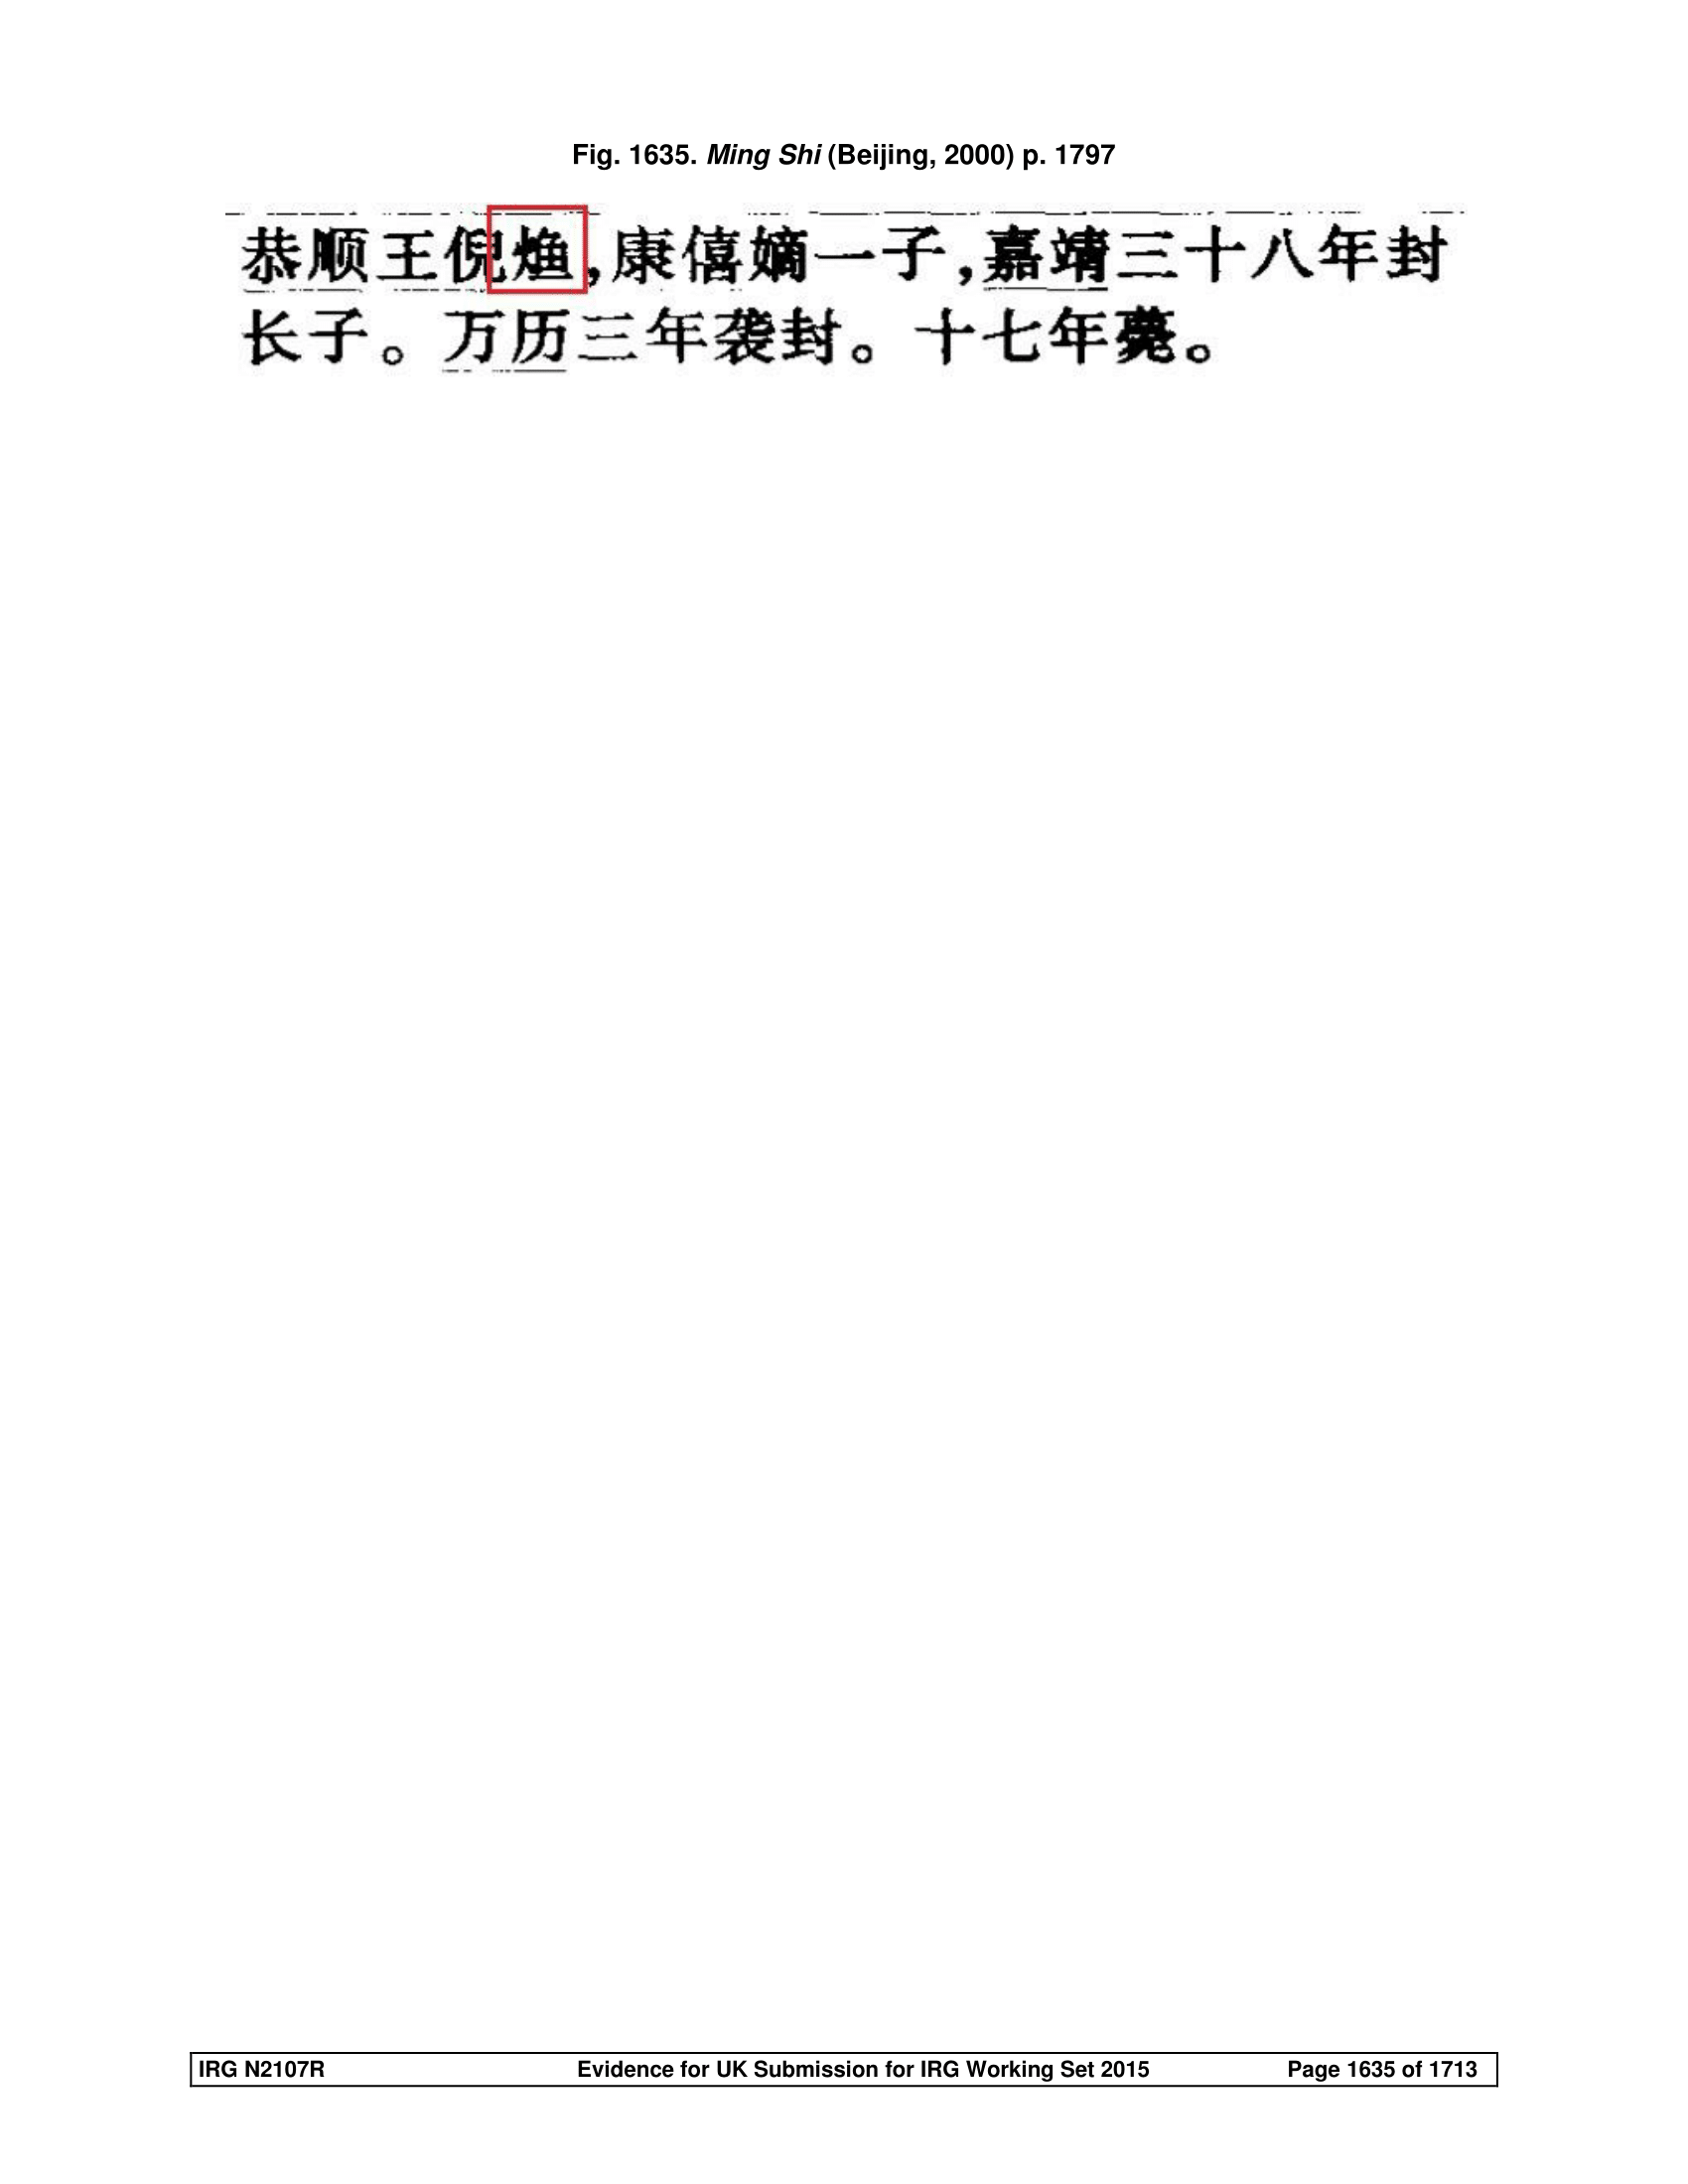 Fig. 1635. Ming Shi (Beijing, 2000) p. 1797
恭顺王倪,康僖嫡一子,嘉靖三十八年封
长子。万历三年袭封。十七年薨。
IRG N2107R Evidence for UK Submission for IRG Working Set 2015 Page 1635 of 1713